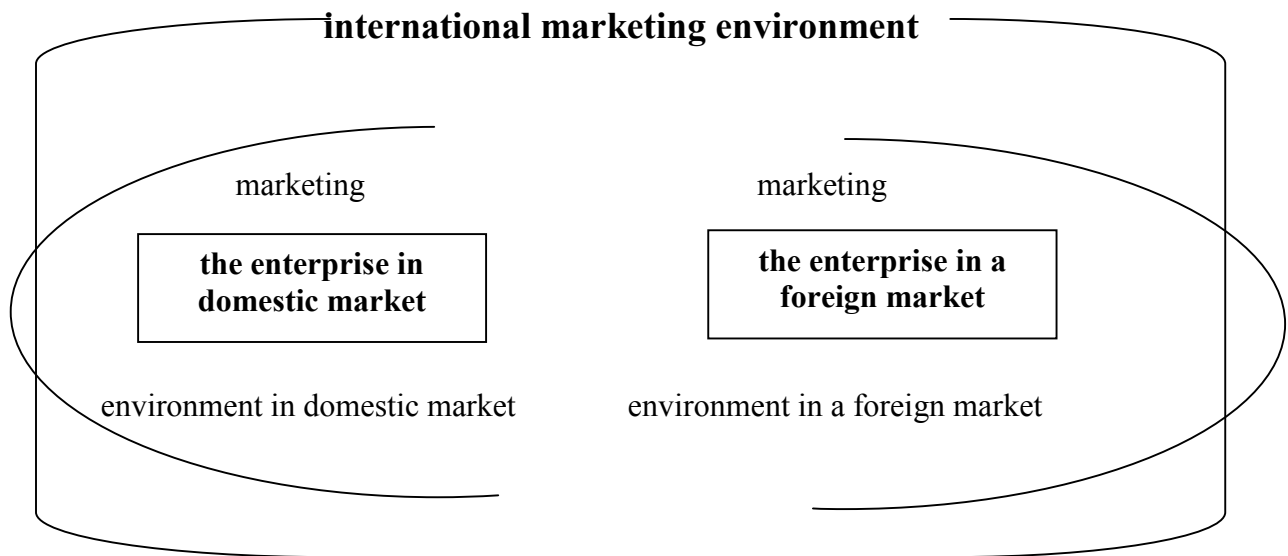 international marketing environment
marketing
the enterprise in
domestic market
environment in domestic market
marketing
the enterprise in a
foreign market
environment in a foreign market